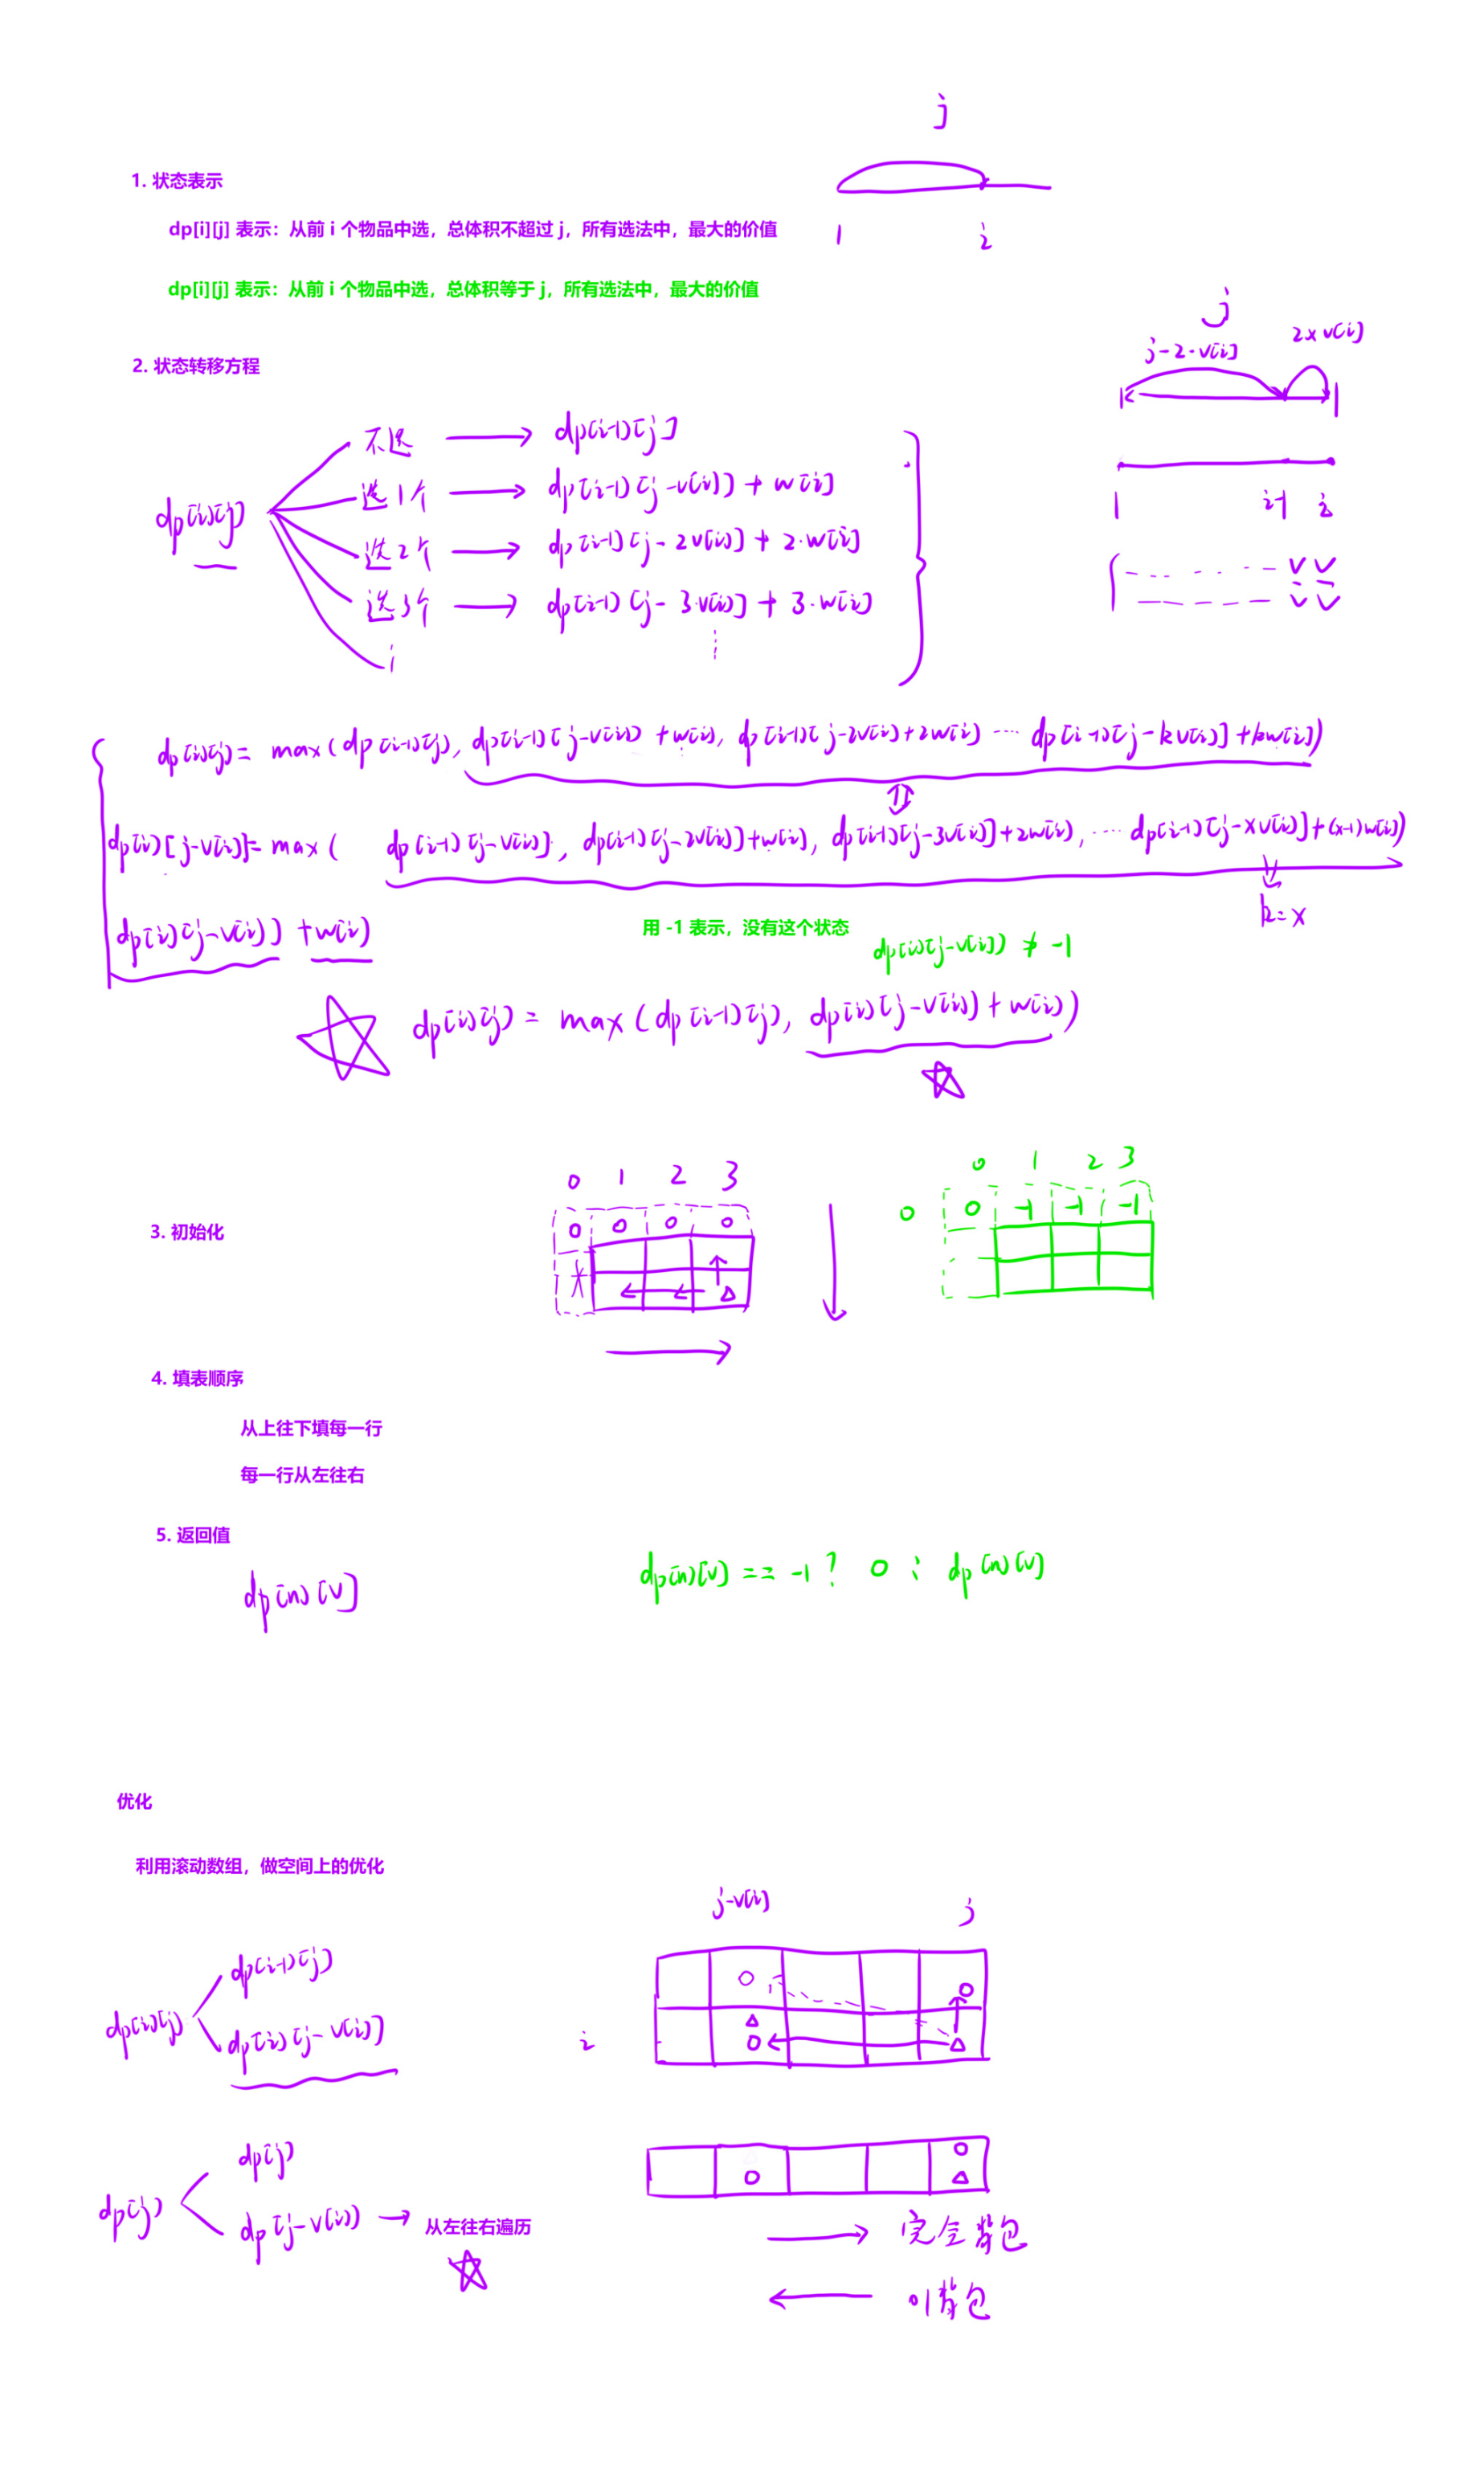 j
1. 状态表示
dp[i][j] 表示：从前 i 个物品中选，总体积不超过 j，所有选法中，最大的价值
1 i
dp[i][j] 表示：从前 i 个物品中选，总体积等于 j，所有选法中，最大的价值
j
j-2·v[i] 2×v[i]
2. 状态转移方程
不选 → dp[i-1][j]
选1个 → dp[i-1][j-v[i]] + w[i]
dp[i][j]
选2个 → dp[i-1][j-2v[i]] + 2·w[i]
选3个 → dp[i-1][j-3·v[i]] + 3·w[i]
1 i-1 i
dp[i][j] = max(dp[i-1][j], dp[i-1][j-v[i]] + w[i], dp[i-1][j-2v[i]]+2w[i] ··· dp[i-1][j-kv[i]]+kw[i])
dp[i][j-v[i]] = max( dp[i-1][j-v[i]], dp[i-1][j-2v[i]]+w[i], dp[i-1][j-3v[i]]+2w[i], ···· dp[i-1][j-xv[i]]+(x-1)w[i])
k=x
dp[i][j-v[i]] + w[i]
用 -1 表示，没有这个状态
dp[i][j-v[i]] ≠ -1
dp[i][j] = max(dp[i-1][j], dp[i][j-v[i]]+w[i])
3. 初始化
0 1 2 3
0 0 0 0
0 1 2 3
0 0 -1 -1 -1
4. 填表顺序
从上往下填每一行
每一行从左往右
5. 返回值
dp[n][V]
dp[n][V] == -1 ? 0 : dp[n][V]
优化
利用滚动数组，做空间上的优化
j-v[i] j
dp[i-1][j]
dp[i][j]
dp[i][j-v[i]]
i
dp[j]
dp[j]
dp[j-v[i]] → 从左往右遍历
→ 完全背包
← 01背包